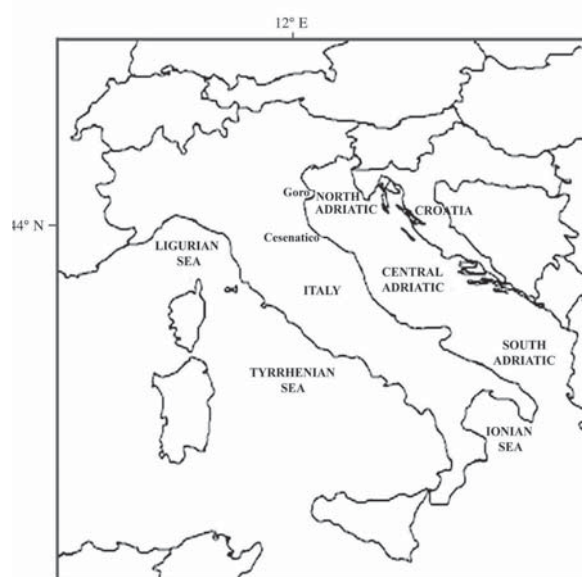 12° E
Goro
NORTH
ADRIATIC
CROATIA
44° N
Cesenatico
LIGURIAN
SEA
CENTRAL
ADRIATIC
ITALY
SOUTH
ADRIATIC
TYRRHENIAN
SEA
IONIAN
SEA